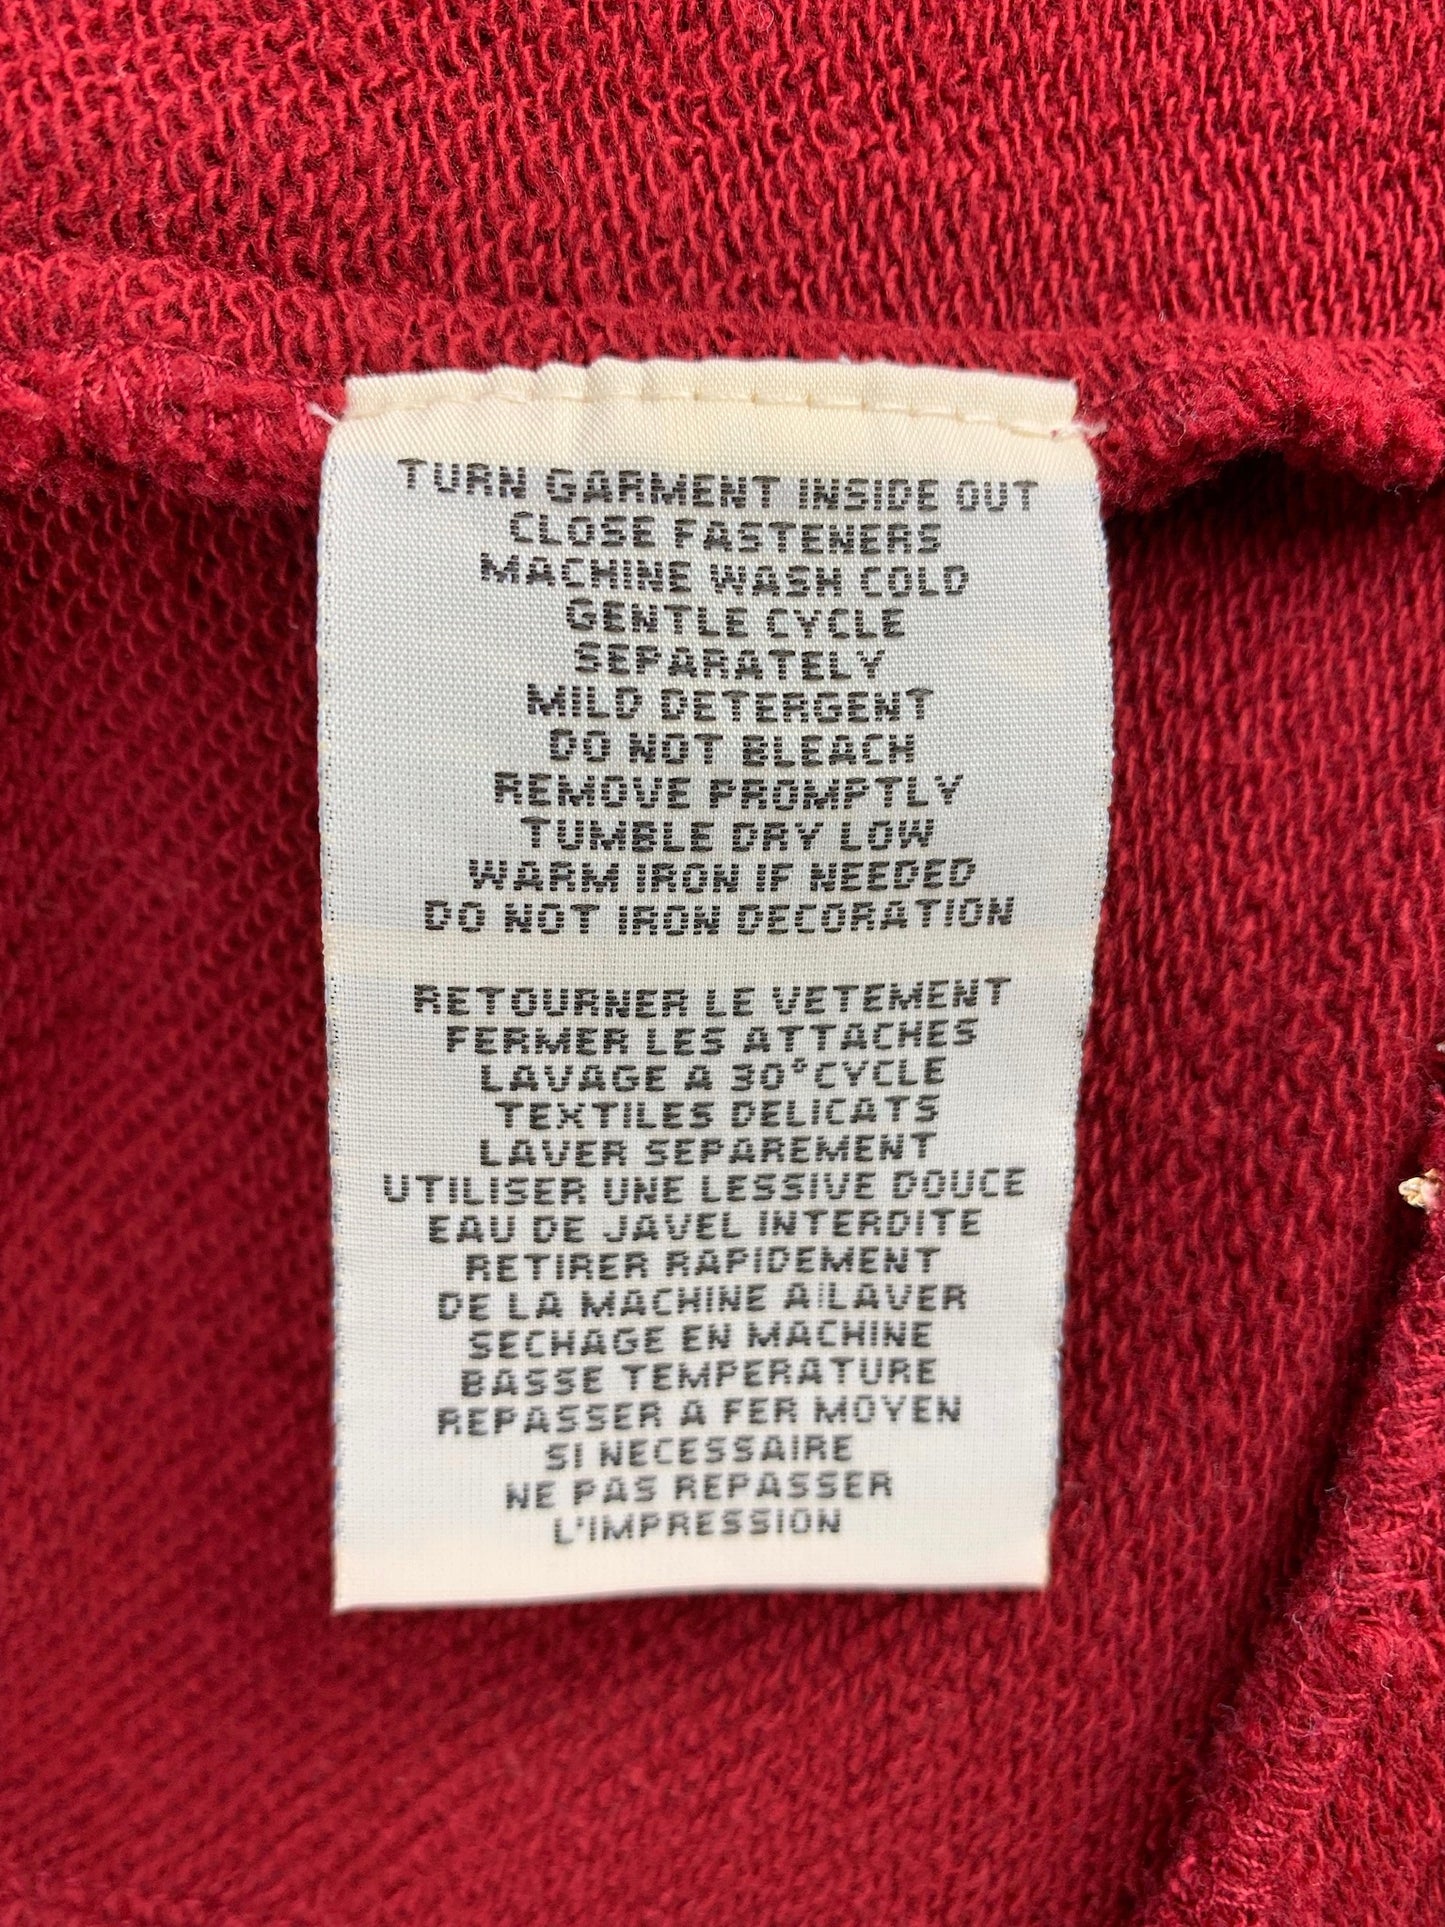 TURN GARMENT INSIDE OUT
CLOSE FASTENERS
MACHINE WASH COLD
GENTLE CYCLE
SEPARATELY
MILD DETERGENT
DO NOT BLEACH
REMOVE PROMPTLY
TUMBLE DRY LOW
WARM IRON IF NEEDED
DO NOT IRON DECORATION
RETOURNER LE VETEMENT
FERMER LES ATTACHES
LAVAGE A 30°CYCLE
TEXTILES DELICATS
LAVER SEPAREMENT
UTILISER UNE LESSIVE DOUCE
EAU DE JAVEL INTERDITE
RETIRER RAPIDEMENT
DE LA MACHINE A LAVER
SECHAGE EN MACHINE
BASSE TEMPERATURE
REPASSER A FER MOYEN
SI NECESSAIRE
NE PAS REPASSER
L'IMPRESSION